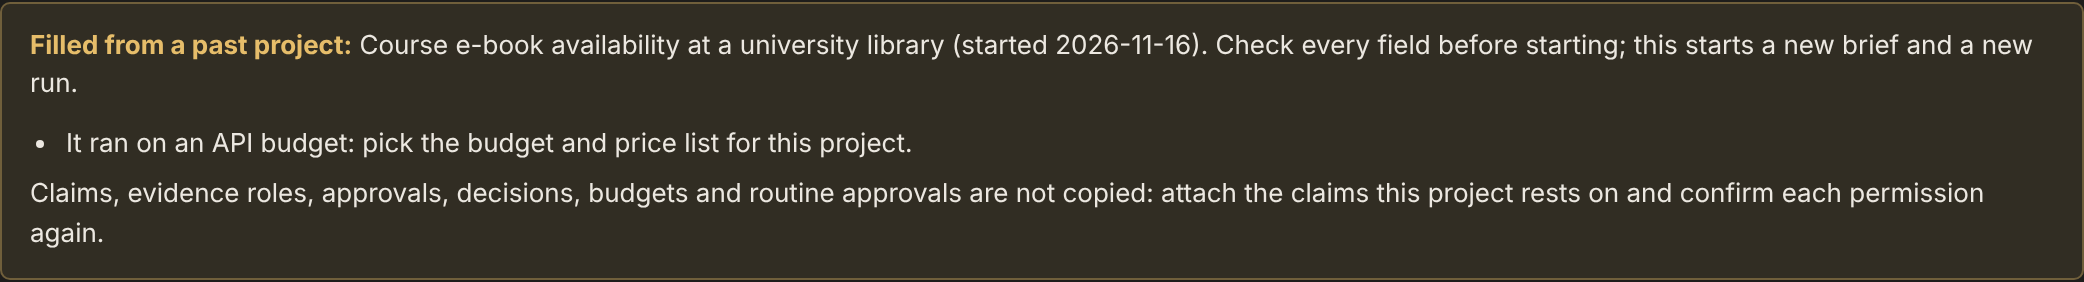 Filled from a past project: Course e-book availability at a university library (started 2026-11-16). Check every field before starting; this starts a new brief and a new
run.
• It ran on an API budget: pick the budget and price list for this project.
Claims, evidence roles, approvals, decisions, budgets and routine approvals are not copied: attach the claims this project rests on and confirm each permission
again.